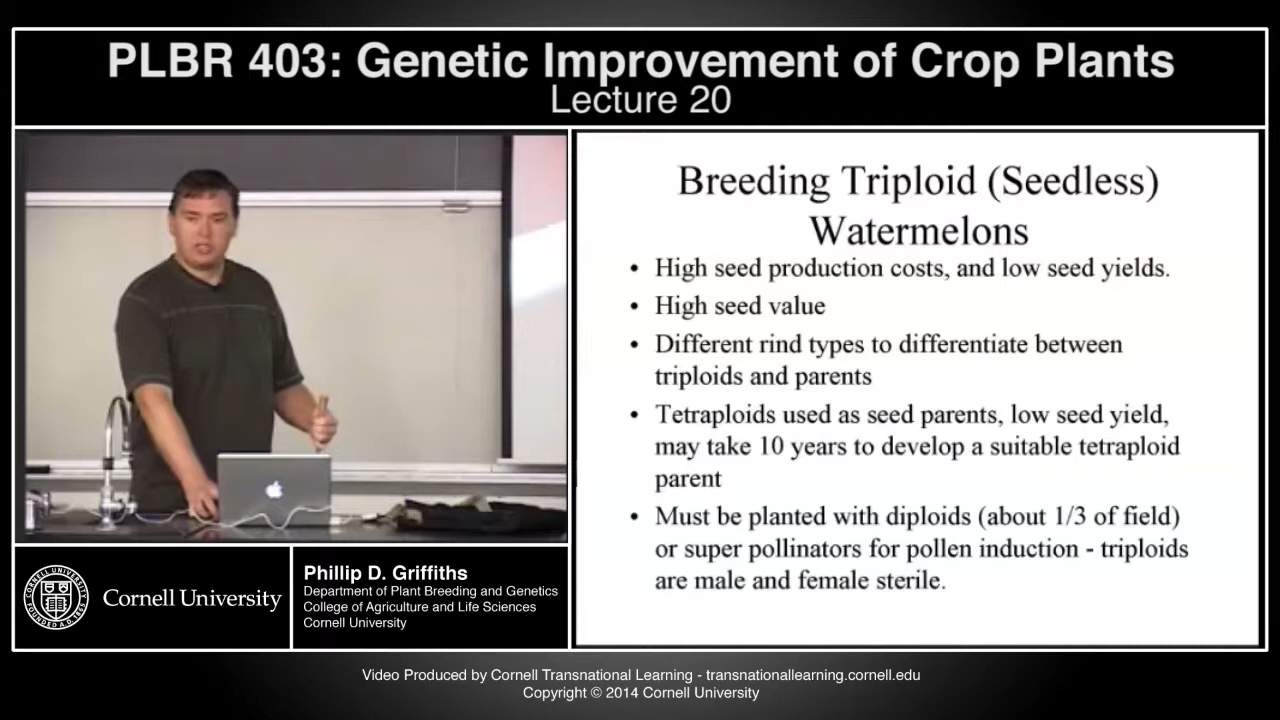 PLBR 403: Genetic Improvement of Crop Plants
Lecture 20
Breeding Triploid (Seedless)
Watermelons
• High seed production costs, and low seed yields.
• High seed value
• Different rind types to differentiate between
triploids and parents
• Tetraploids used as seed parents, low seed yield,
may take 10 years to develop a suitable tetraploid
parent
• Must be planted with diploids (about 1/3 of field)
or super pollinators for pollen induction - triploids
are male and female sterile.
Cornell University
Phillip D. Griffiths
Department of Plant Breeding and Genetics
College of Agriculture and Life Sciences
Cornell University
Video Produced by Cornell Transnational Learning - transnationallearning.cornell.edu
Copyright © 2014 Cornell University